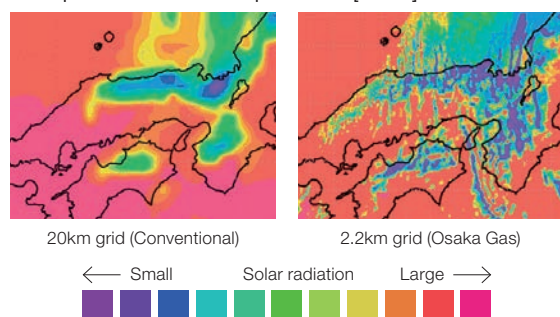 20km grid (Conventional)
2.2km grid (Osaka Gas)
← Small Solar radiation Large →